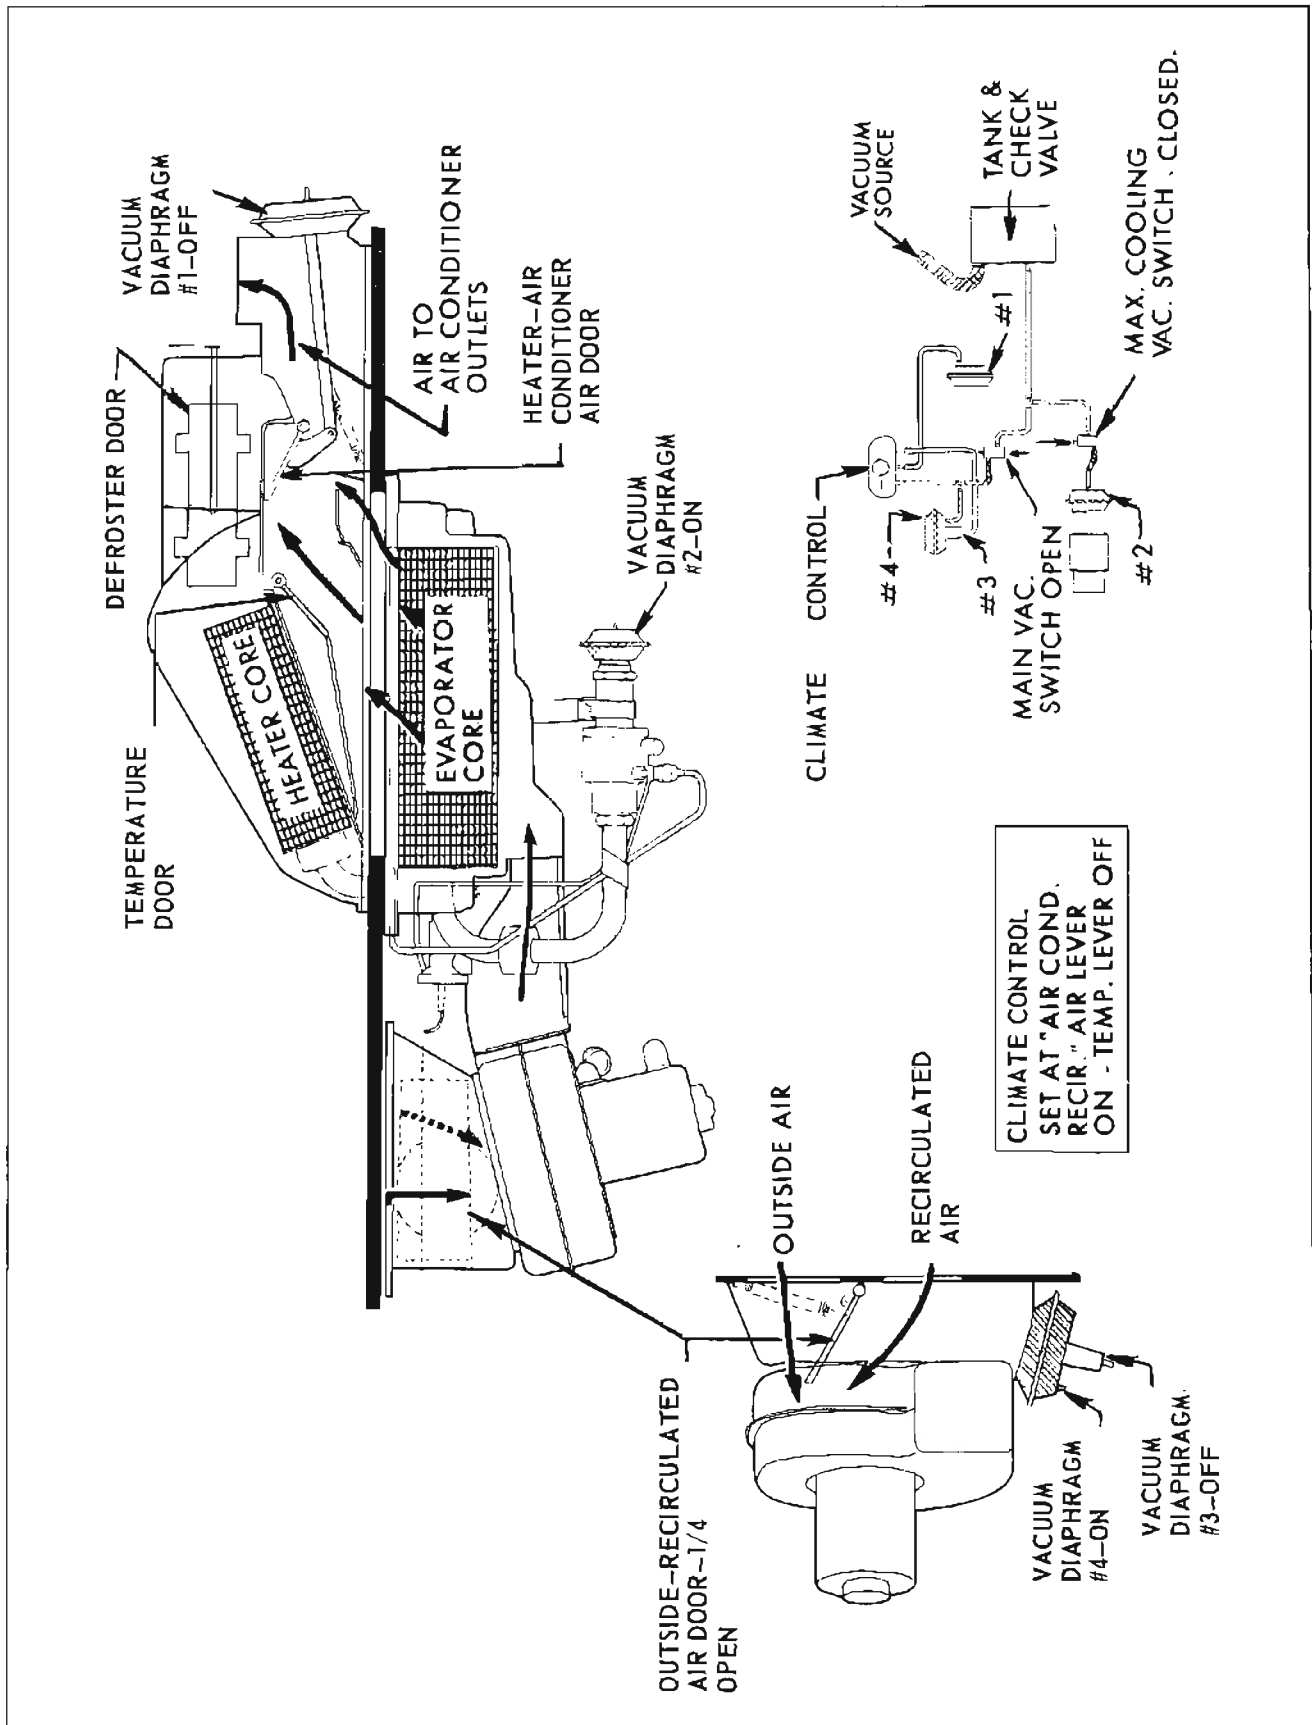 VACUUM
DIAPHRAGM
#1-OFF
DEFROSTER DOOR
TEMPERATURE
DOOR
HEATER CORE
EVAPORATOR
CORE
AIR TO
AIR CONDITIONER
OUTLETS
HEATER-AIR
CONDITIONER
AIR DOOR
VACUUM
DIAPHRAGM
#2-ON
OUTSIDE-RECIRCULATED
AIR DOOR-1/4
OPEN
OUTSIDE AIR
RECIRCULATED
AIR
VACUUM
DIAPHRAGM
#4-ON
VACUUM
DIAPHRAGM.
#3-OFF
CLIMATE CONTROL
SET AT "AIR COND.
RECIR." AIR LEVER
ON - TEMP. LEVER OFF
CLIMATE CONTROL
VACUUM
SOURCE
TANK &
CHECK
VALVE
#1
#4
#3
MAIN VAC.
SWITCH OPEN
#2
MAX. COOLING
VAC. SWITCH . CLOSED.